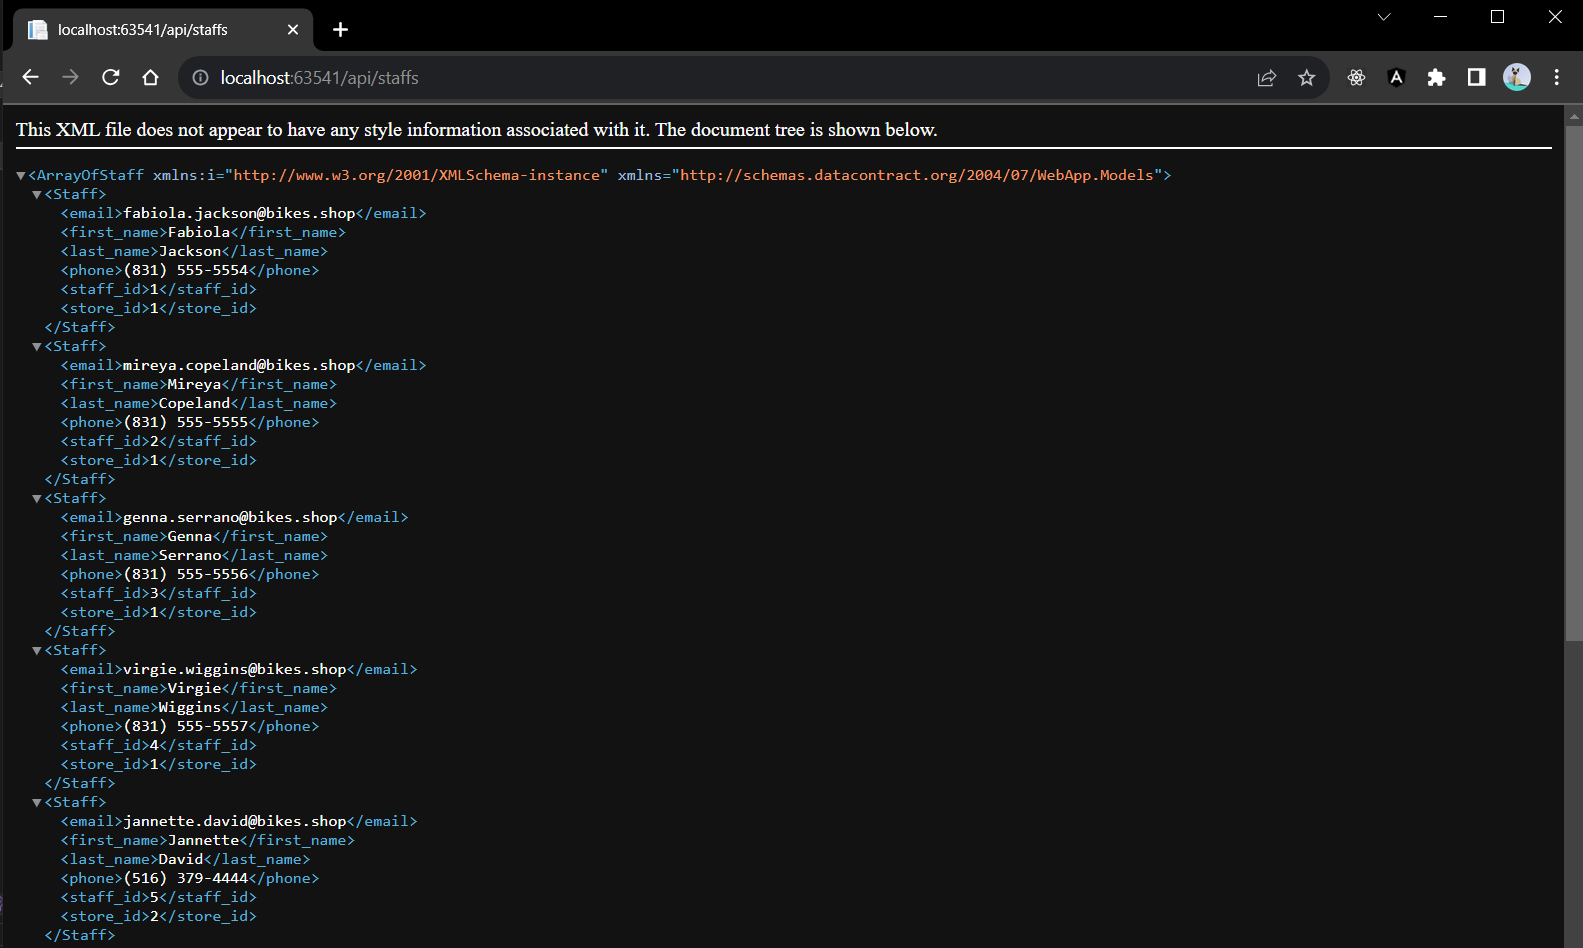 localhost:63541/api/staffs
localhost:63541/api/staffs
This XML file does not appear to have any style information associated with it. The document tree is shown below.
▼<ArrayOfStaff xmlns:i="http://www.w3.org/2001/XMLSchema-instance" xmlns="http://schemas.datacontract.org/2004/07/WebApp.Models">
▼<Staff>
<email>fabiola.jackson@bikes.shop</email>
<first_name>Fabiola</first_name>
<last_name>Jackson</last_name>
<phone>(831) 555-5554</phone>
<staff_id>1</staff_id>
<store_id>1</store_id>
</Staff>
▼<Staff>
<email>mireya.copeland@bikes.shop</email>
<first_name>Mireya</first_name>
<last_name>Copeland</last_name>
<phone>(831) 555-5555</phone>
<staff_id>2</staff_id>
<store_id>1</store_id>
</Staff>
▼<Staff>
<email>genna.serrano@bikes.shop</email>
<first_name>Genna</first_name>
<last_name>Serrano</last_name>
<phone>(831) 555-5556</phone>
<staff_id>3</staff_id>
<store_id>1</store_id>
</Staff>
▼<Staff>
<email>virgie.wiggins@bikes.shop</email>
<first_name>Virgie</first_name>
<last_name>Wiggins</last_name>
<phone>(831) 555-5557</phone>
<staff_id>4</staff_id>
<store_id>1</store_id>
</Staff>
▼<Staff>
<email>jannette.david@bikes.shop</email>
<first_name>Jannette</first_name>
<last_name>David</last_name>
<phone>(516) 379-4444</phone>
<staff_id>5</staff_id>
<store_id>2</store_id>
</Staff>